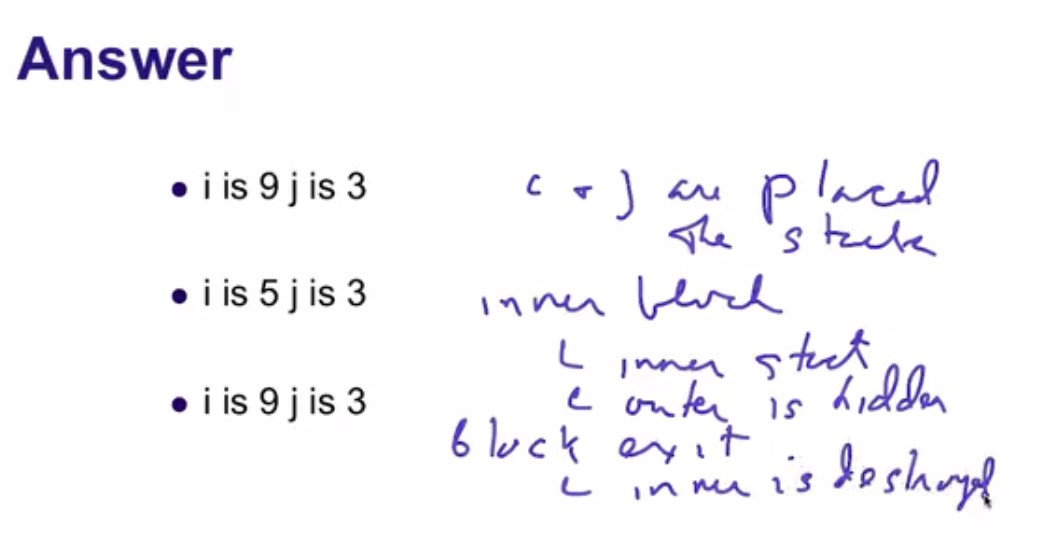 Answer
• i is 9 j is 3
i + j are placed
the stack
• i is 5 j is 3
inner block
i inner stack
i outer is hidden
• i is 9 j is 3
block exit
i inner is destroyed